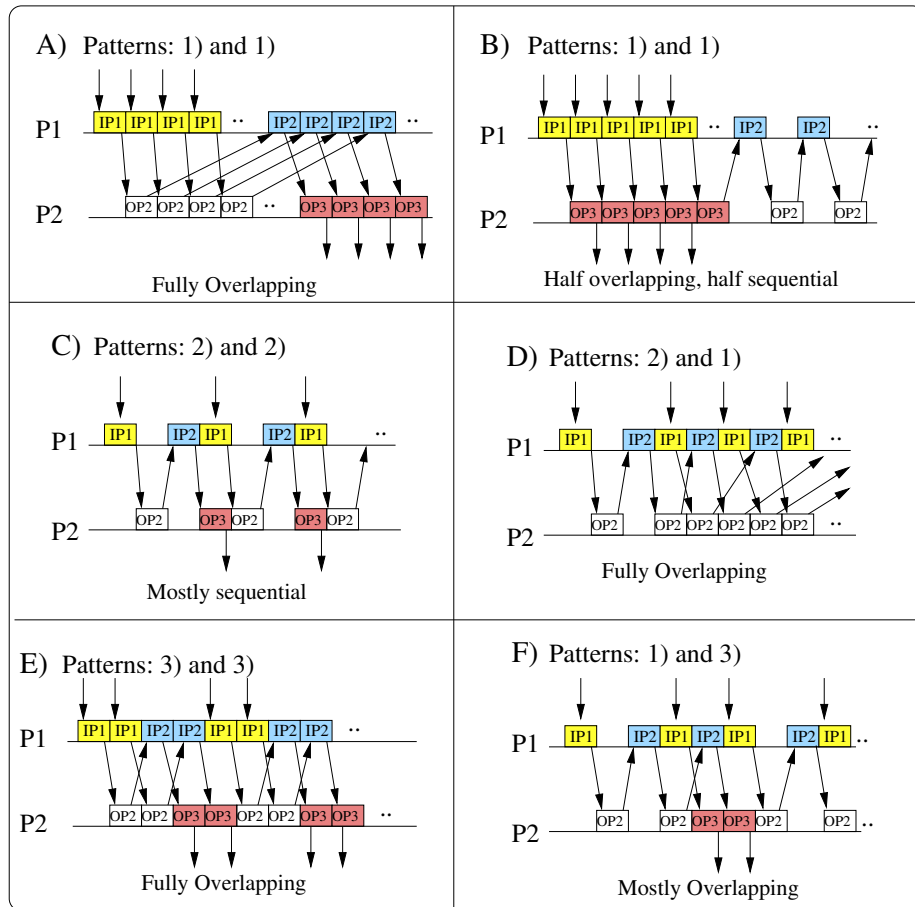 A) Patterns: 1) and 1)
P1 IP1 IP1 IP1 IP1 .. IP2 IP2 IP2 IP2 ..
P2 OP2 OP2 OP2 OP2 .. OP3 OP3 OP3 OP3
Fully Overlapping
B) Patterns: 1) and 1)
P1 IP1 IP1 IP1 IP1 IP1 .. IP2 IP2 ..
P2 OP3 OP3 OP3 OP3 OP3 OP2 OP2
Half overlapping, half sequential
C) Patterns: 2) and 2)
P1 IP1 IP2 IP1 IP2 IP1 ..
P2 OP2 OP3 OP2 OP3 OP2
Mostly sequential
D) Patterns: 2) and 1)
P1 IP1 IP2 IP1 IP2 IP1 IP2 IP1 ..
P2 OP2 OP2 OP2 OP2 OP2 OP2 ..
Fully Overlapping
E) Patterns: 3) and 3)
P1 IP1 IP1 IP2 IP2 IP1 IP1 IP2 IP2 ..
P2 OP2 OP2 OP3 OP3 OP2 OP2 OP3 OP3 ..
Fully Overlapping
F) Patterns: 1) and 3)
P1 IP1 IP2 IP1 IP2 IP1 IP2 IP1 ..
P2 OP2 OP2 OP3 OP3 OP2 OP2 ..
Mostly Overlapping